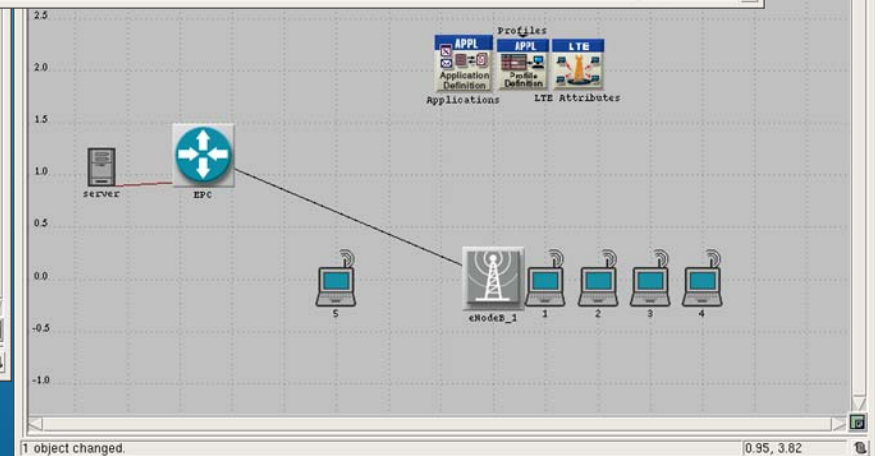 2.5
Profiles
APPL
APPL
LTE
2.0
Application
Definition
Profile
Definition
Applications
LTE Attributes
1.5
1.0
server
EPC
0.5
0.0
5
eNodeB_1
1
2
3
4
-0.5
-1.0
1 object changed.
0.95, 3.82